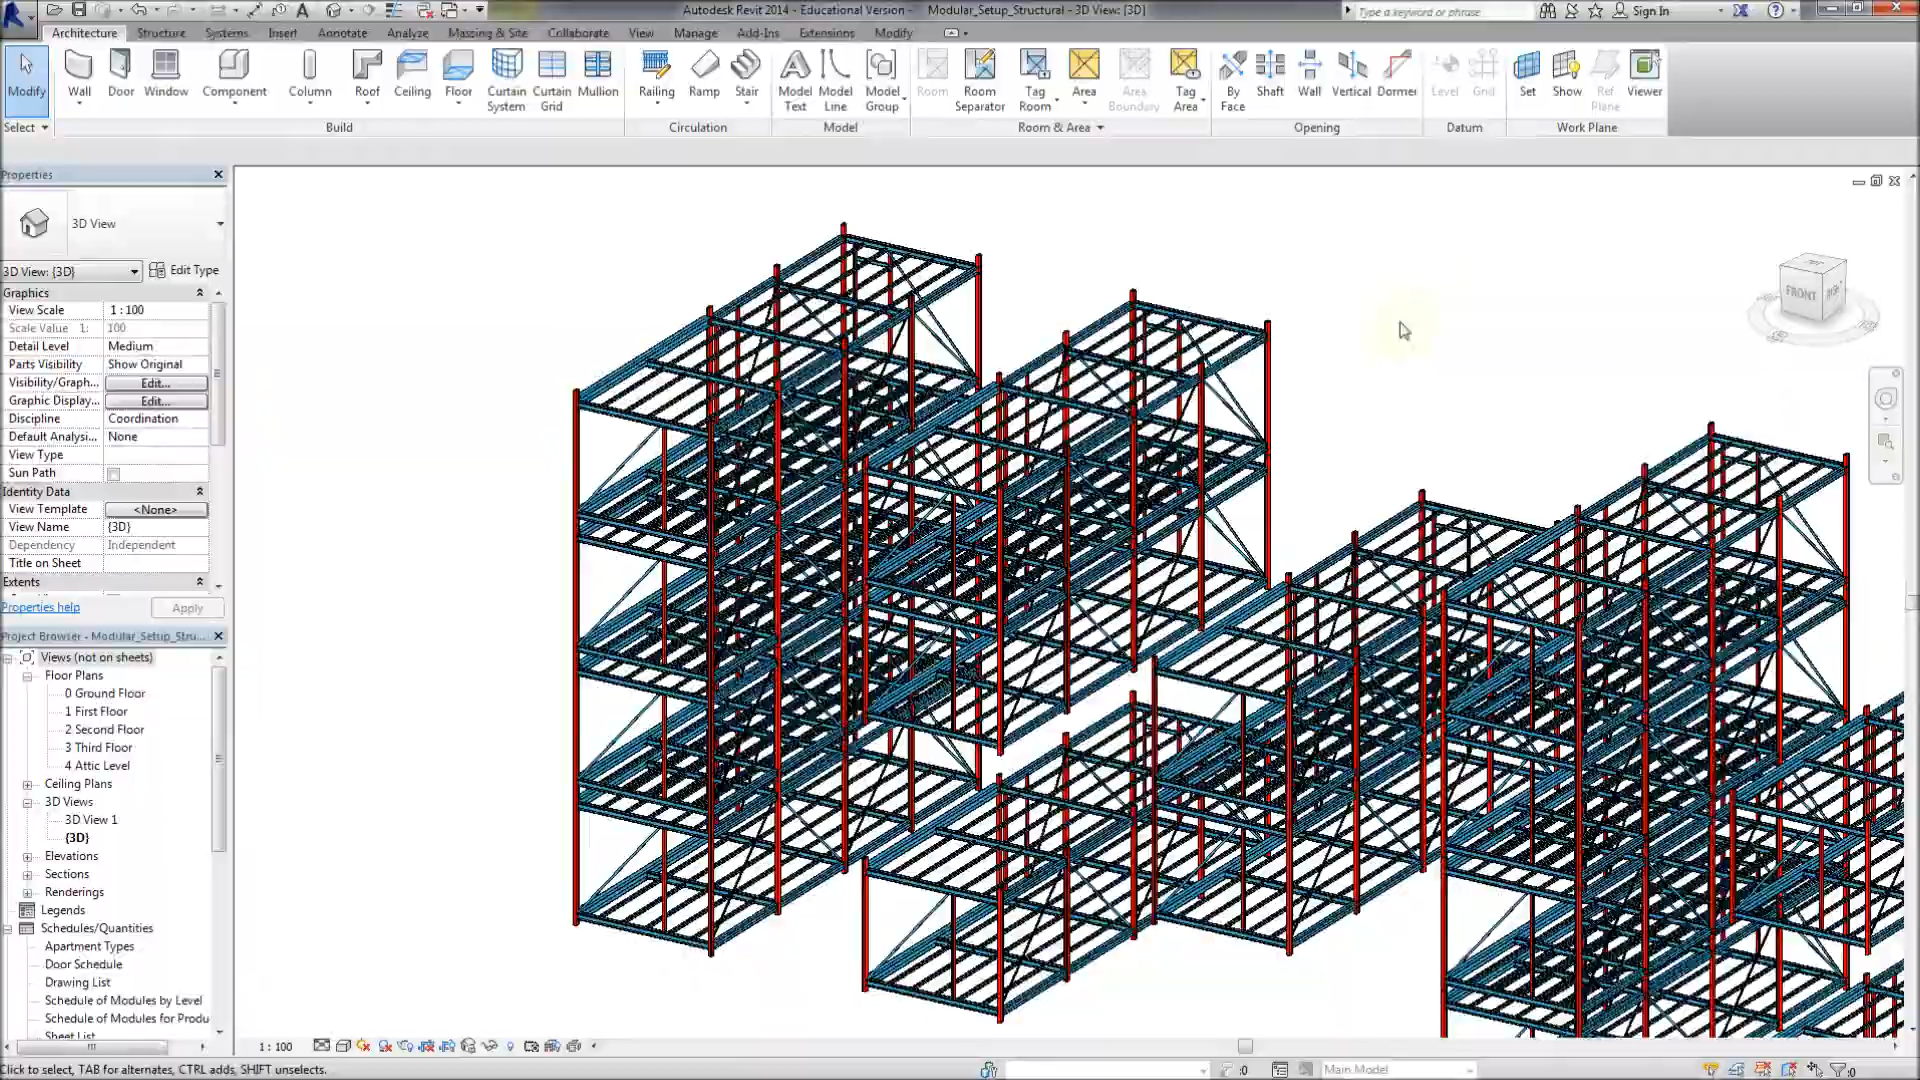 Autodesk Revit 2014 - Educational Version - Modular_Setup_Structural - 3D View: {3D}
Type a keyword or phrase
Sign In
Architecture Structure Systems Insert Annotate Analyze Massing & Site Collaborate View Manage Add-Ins Extensions Modify
Modify Wall Door Window Component Column Roof Ceiling Floor Curtain System Curtain Grid Mullion Railing Ramp Stair Model Text Model Line Model Group Room Room Separator Tag Room Area Area Boundary Tag Area By Face Shaft Wall Vertical Dormer Level Grid Set Show Ref Plane Viewer
Select Build Circulation Model Room & Area Opening Datum Work Plane
Properties
3D View
3D View: {3D} Edit Type
Graphics
View Scale 1 : 100
Scale Value 1: 100
Detail Level Medium
Parts Visibility Show Original
Visibility/Graph... Edit...
Graphic Display... Edit...
Discipline Coordination
Default Analysi... None
View Type
Sun Path
Identity Data
View Template <None>
View Name {3D}
Dependency Independent
Title on Sheet
Extents
Properties help Apply
Project Browser - Modular_Setup_Stru...
Views (not on sheets)
Floor Plans
0 Ground Floor
1 First Floor
2 Second Floor
3 Third Floor
4 Attic Level
Ceiling Plans
3D Views
3D View 1
{3D}
Elevations
Sections
Renderings
Legends
Schedules/Quantities
Apartment Types
Door Schedule
Drawing List
Schedule of Modules by Level
Schedule of Modules for Produ
Sheet List
FRONT
1 : 100
Click to select, TAB for alternates, CTRL adds, SHIFT unselects.
:0
Main Model
:0